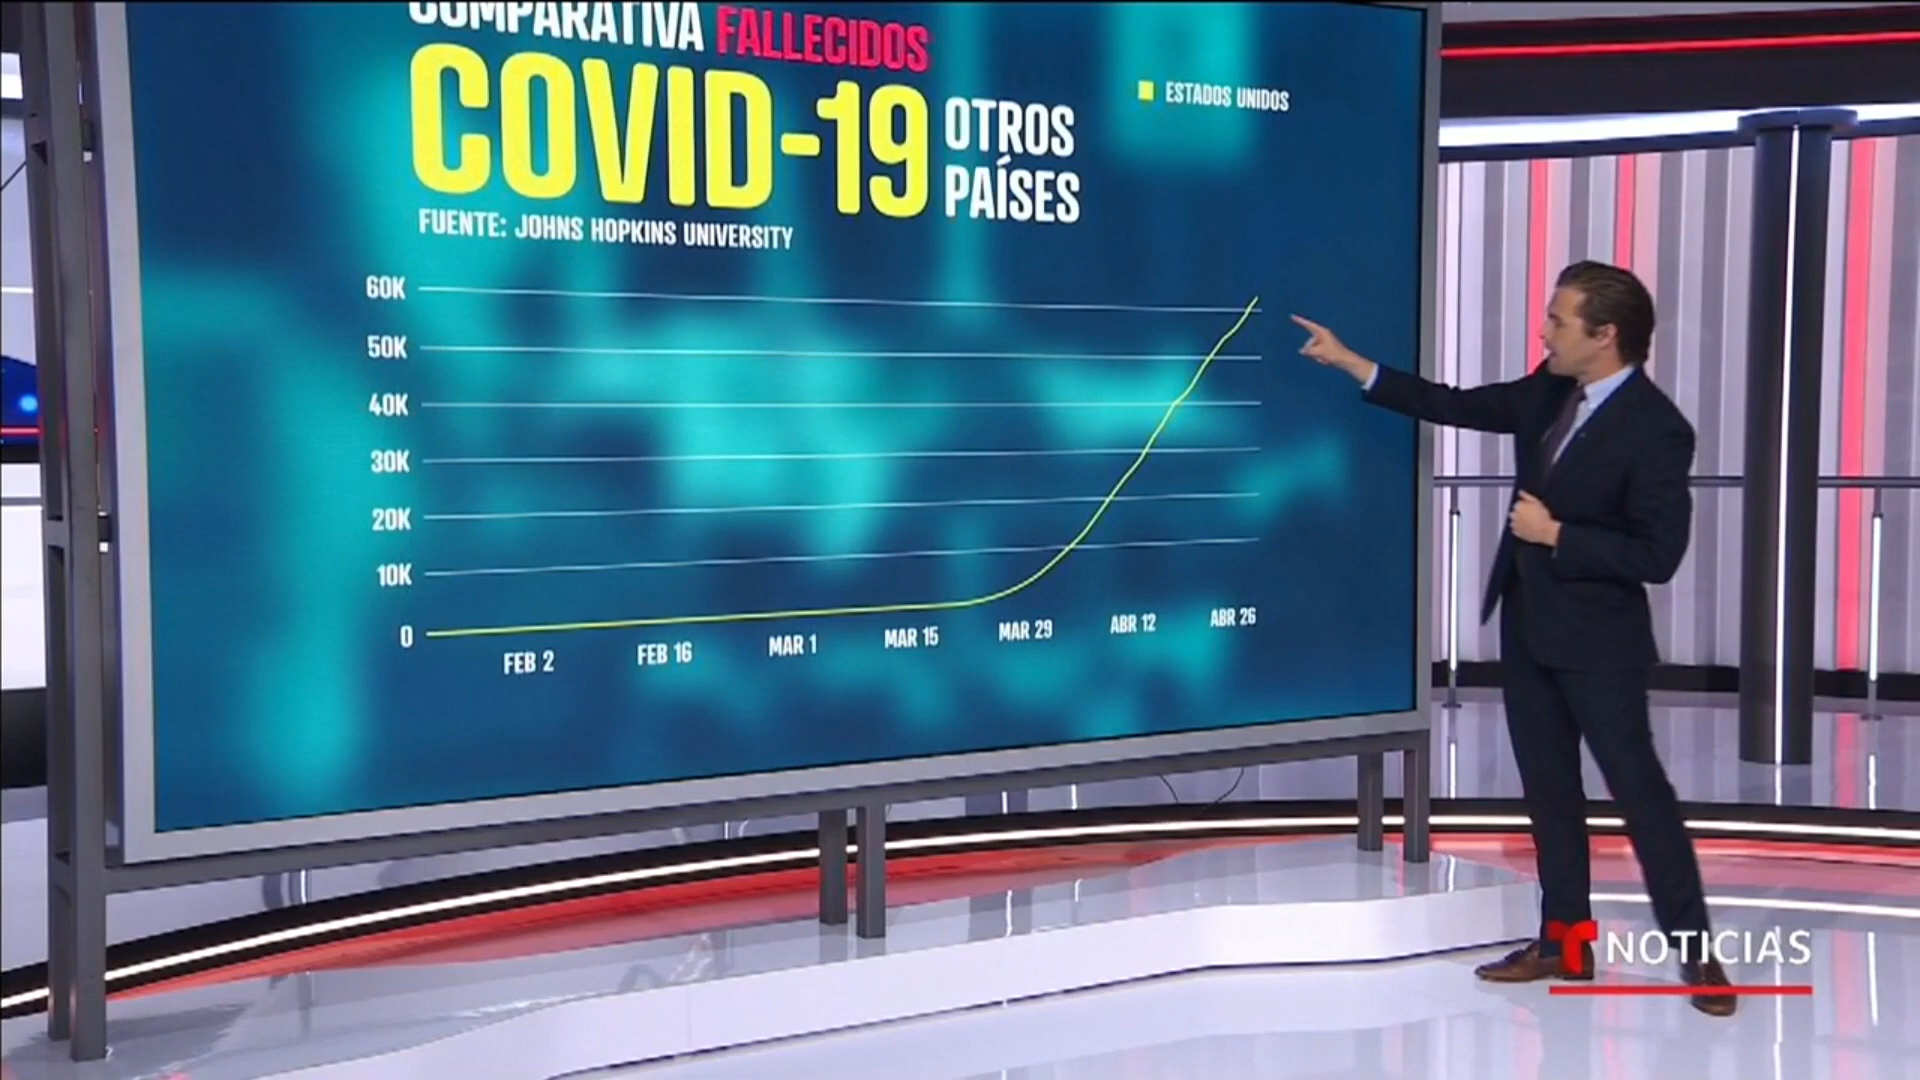 COMPARATIVA FALLECIDOS
COVID-19 OTROS PAÍSES
FUENTE: JOHNS HOPKINS UNIVERSITY
ESTADOS UNIDOS
60K
50K
40K
30K
20K
10K
0
FEB 2 FEB 16 MAR 1 MAR 15 MAR 29 ABR 12 ABR 26
NOTICIAS